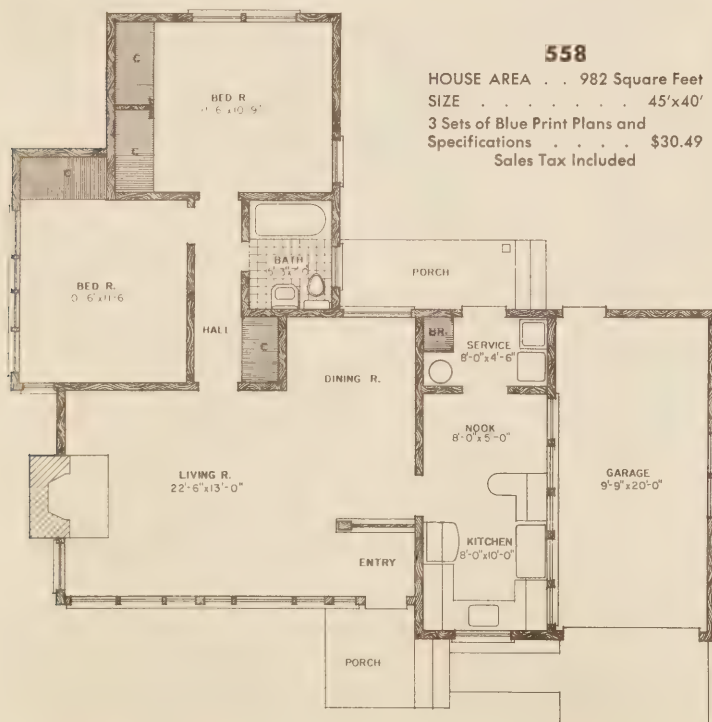 558
HOUSE AREA . . 982 Square Feet
SIZE . . . . . . . 45'x40'
3 Sets of Blue Print Plans and
Specifications . . . . $30.49
Sales Tax Included
C
BED R.
C
C
BED R.
BATH
PORCH
HALL
C
BR.
SERVICE
8'-0"x4'-6"
DINING R.
NOOK
8'-0"x5'-0"
LIVING R.
22'-6"x13'-0"
GARAGE
9'-9"x20'-0"
KITCHEN
8'-0"x10'-0"
ENTRY
PORCH